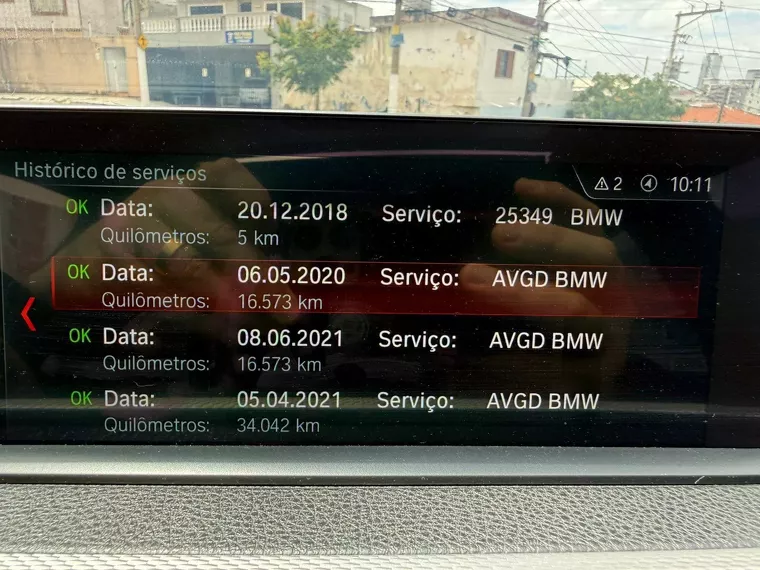 Histórico de serviços
2 10:11
OK Data: 20.12.2018 Serviço: 25349 BMW
Quilômetros: 5 km
OK Data: 06.05.2020 Serviço: AVGD BMW
Quilômetros: 16.573 km
OK Data: 08.06.2021 Serviço: AVGD BMW
Quilômetros: 16.573 km
OK Data: 05.04.2021 Serviço: AVGD BMW
Quilômetros: 34.042 km